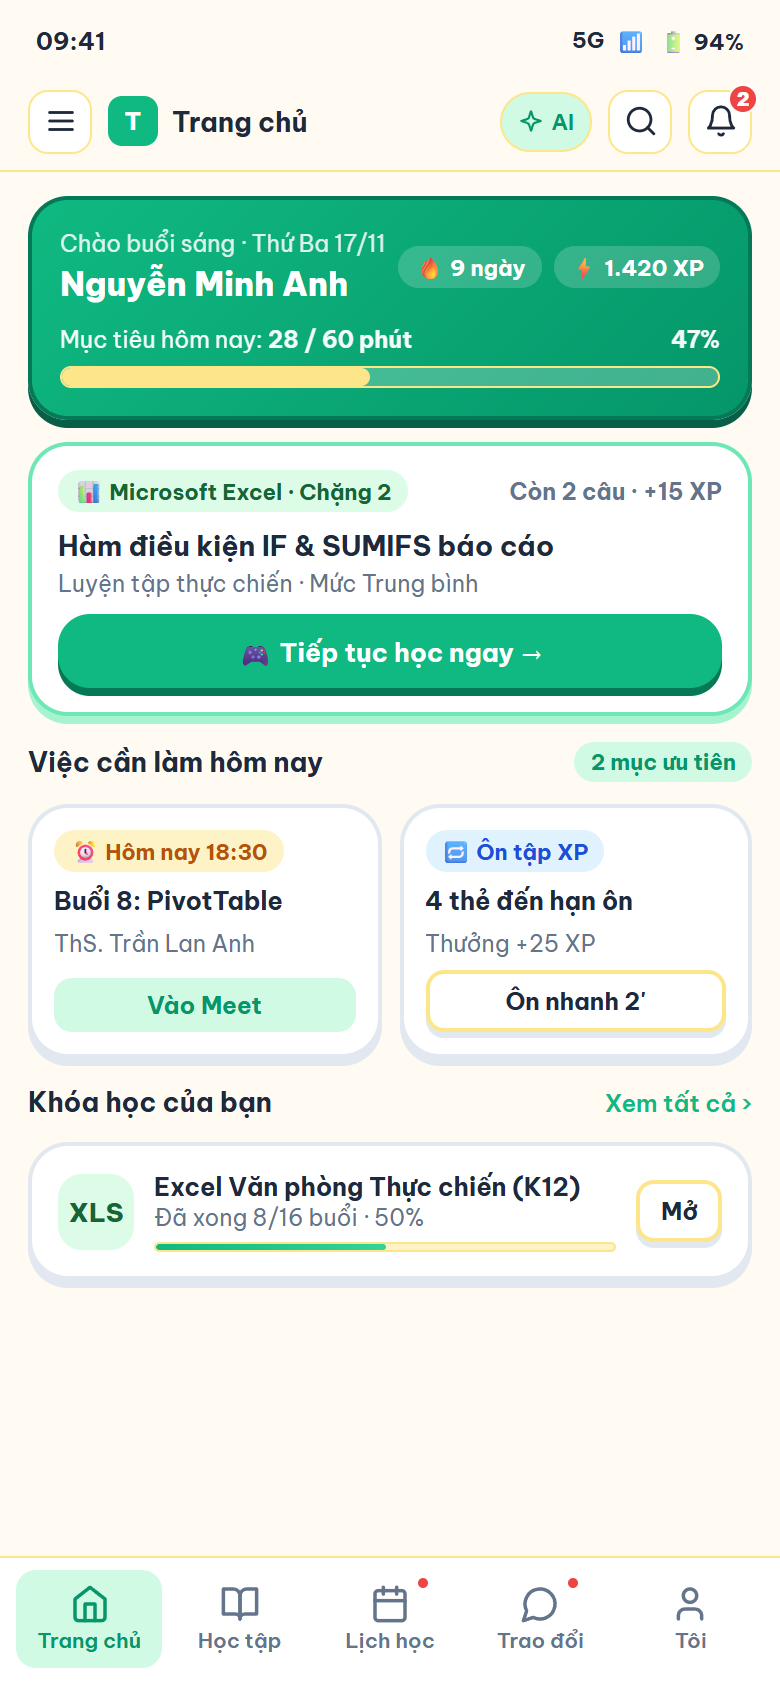 09:41
5G 94%
T Trang chủ
AI
2
Chào buổi sáng · Thứ Ba 17/11
Nguyễn Minh Anh
9 ngày
1.420 XP
Mục tiêu hôm nay: 28 / 60 phút
47%
Microsoft Excel · Chặng 2
Còn 2 câu · +15 XP
Hàm điều kiện IF & SUMIFS báo cáo
Luyện tập thực chiến · Mức Trung bình
Tiếp tục học ngay →
Việc cần làm hôm nay
2 mục ưu tiên
Hôm nay 18:30
Buổi 8: PivotTable
ThS. Trần Lan Anh
Vào Meet
Ôn tập XP
4 thẻ đến hạn ôn
Thưởng +25 XP
Ôn nhanh 2′
Khóa học của bạn
Xem tất cả ›
XLS
Excel Văn phòng Thực chiến (K12)
Đã xong 8/16 buổi · 50%
Mở
Trang chủ
Học tập
Lịch học
Trao đổi
Tôi